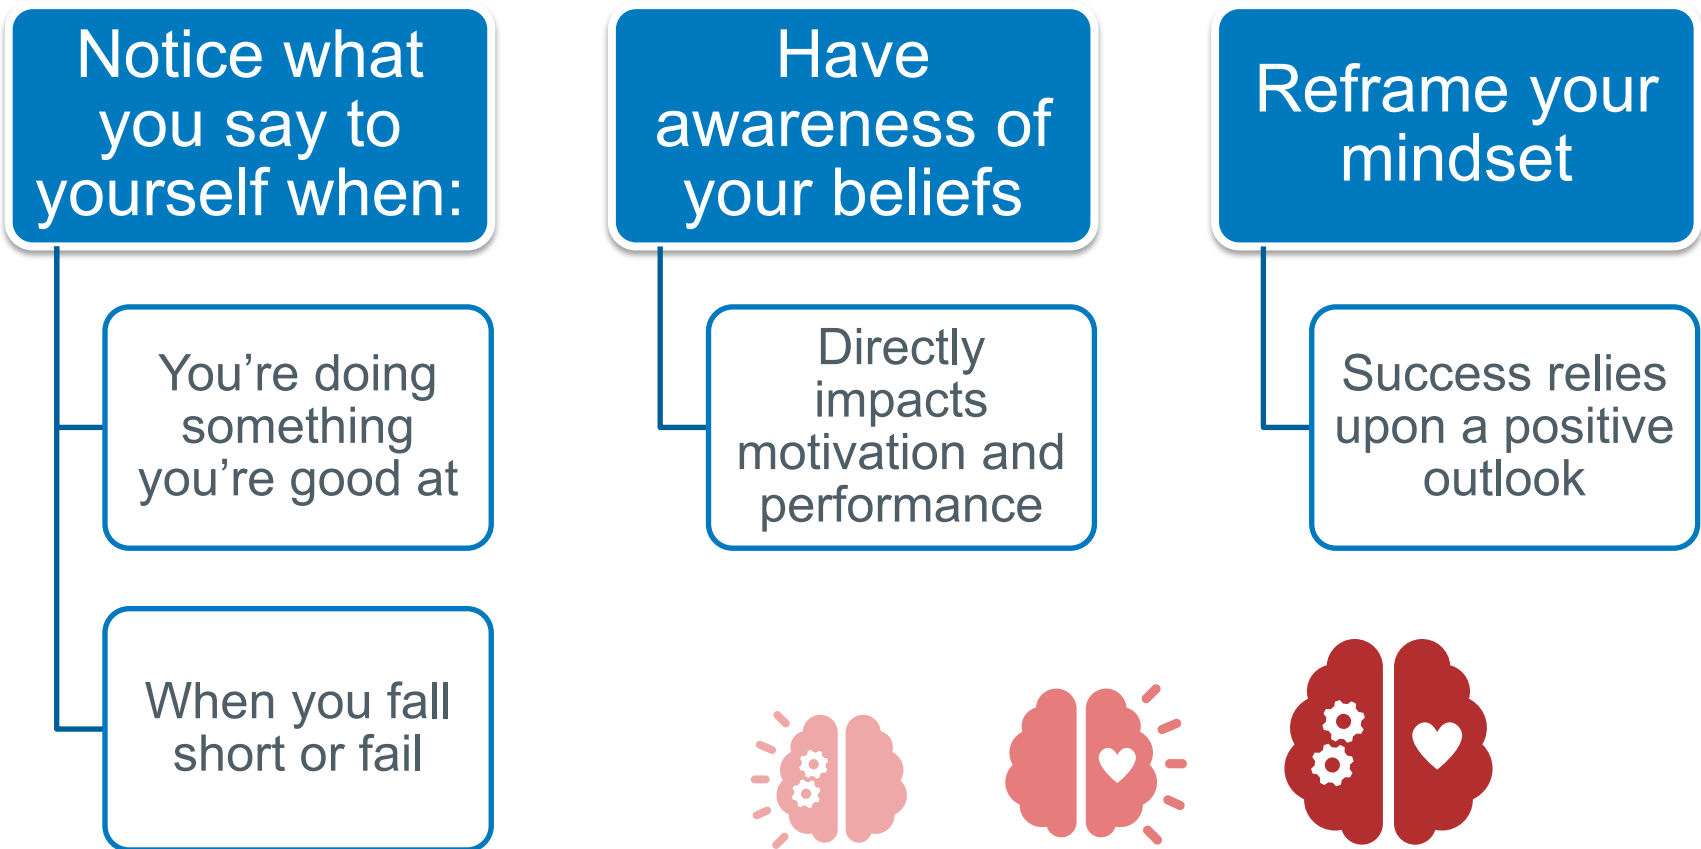 Notice what
you say to
yourself when:
You’re doing
something
you’re good at
When you fall
short or fail
Have
awareness of
your beliefs
Directly
impacts
motivation and
performance
Reframe your
mindset
Success relies
upon a positive
outlook